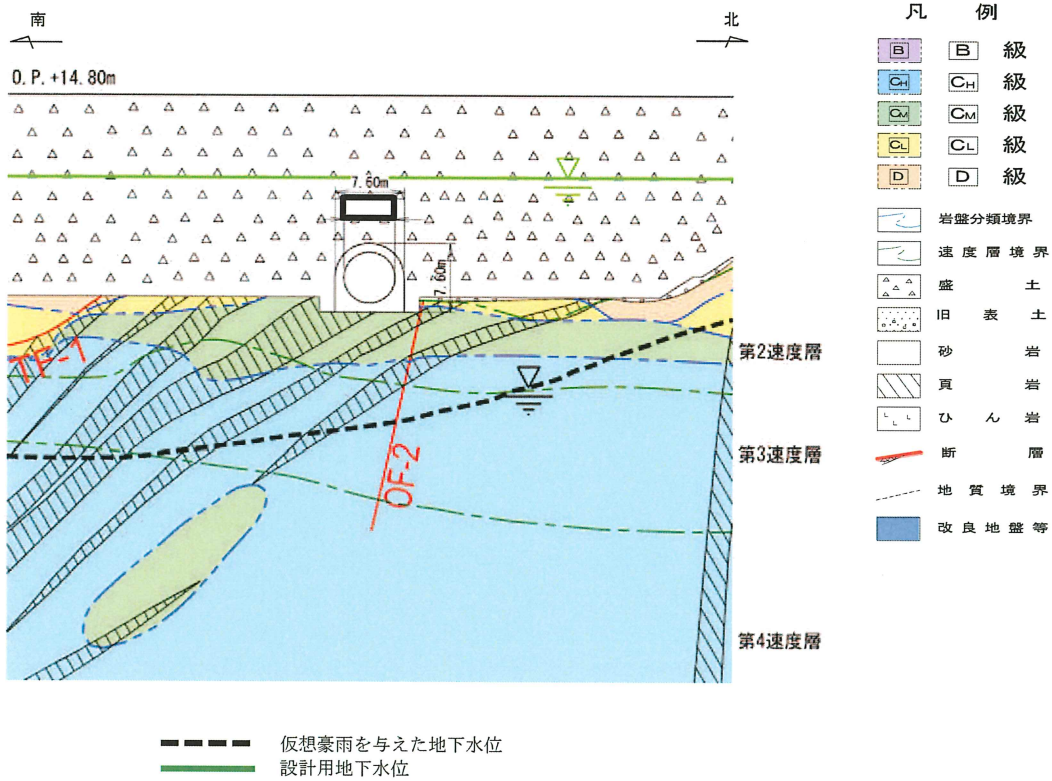 南
北
O.P.+14.80m
7.60m
7.60m
TF-1
OF-2
第2速度層
第3速度層
第4速度層
凡 例
B B 級
CH CH 級
CM CM 級
CL CL 級
D D 級
岩盤分類境界
速度層境界
盛土
旧表土
砂岩
頁岩
ひん岩
断層
地質境界
改良地盤等
仮想豪雨を与えた地下水位
設計用地下水位